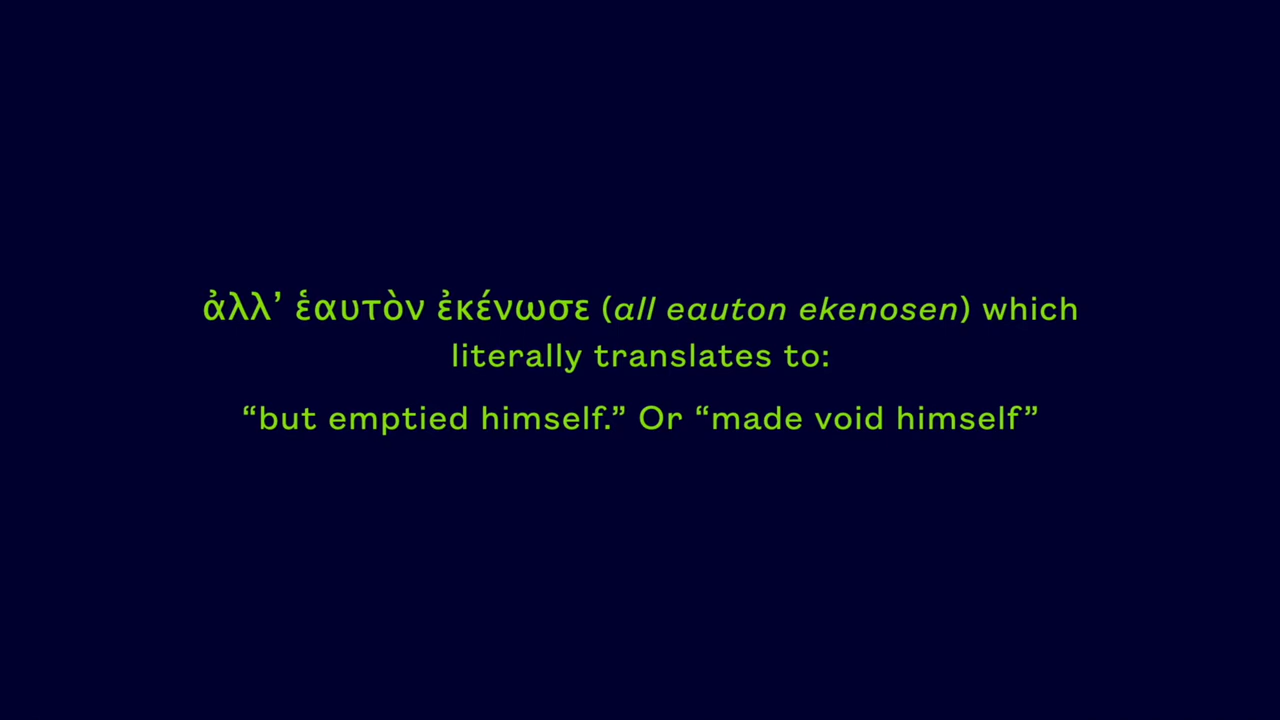 ἀλλ’ ἑαυτὸν ἐκένωσε (all eauton ekenosen) which
literally translates to:
“but emptied himself.” Or “made void himself”